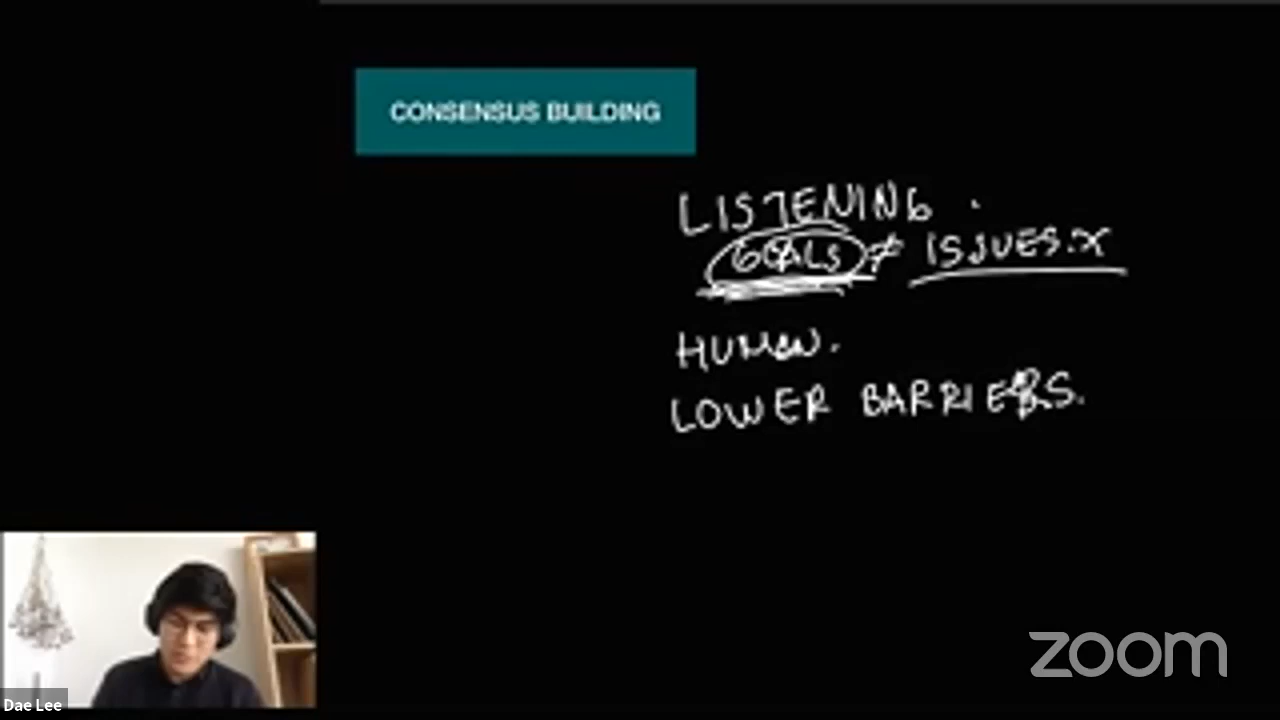 CONSENSUS BUILDING
LISTENING.
GOALS ≠ ISSUES.X
HUMAN.
LOWER BARRIERS.
Dae Lee
zoom